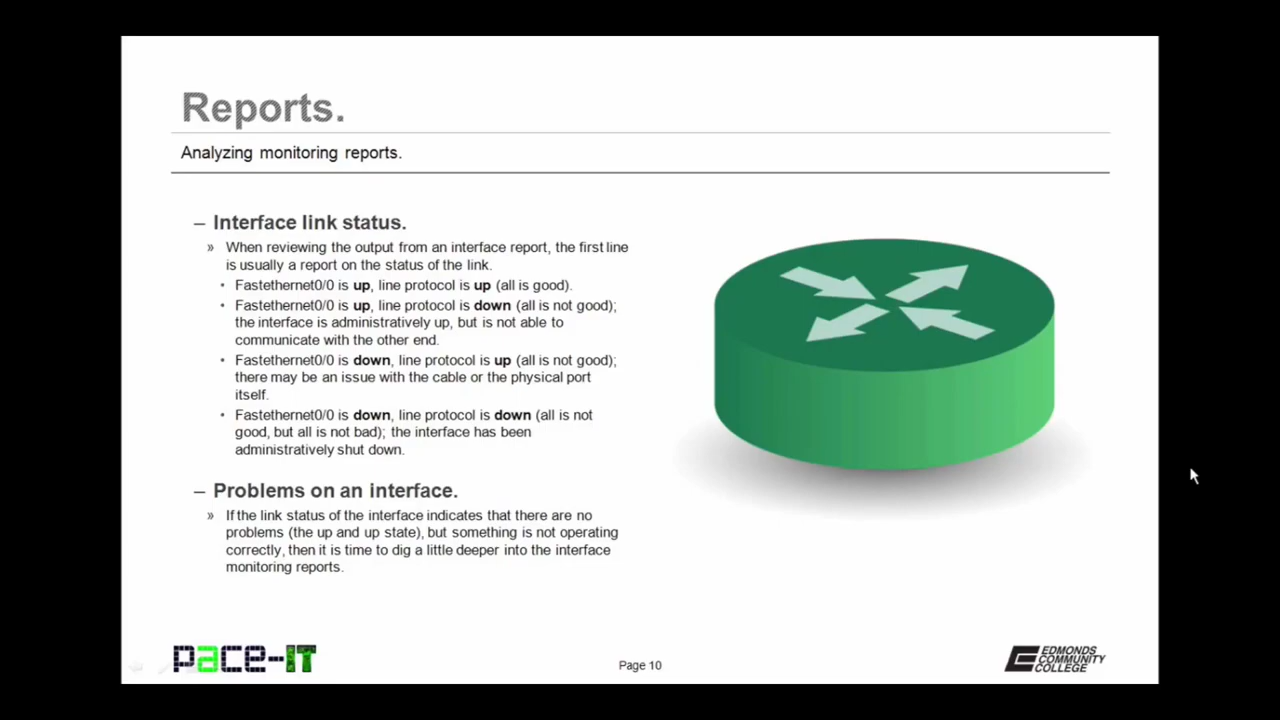 Reports.
Analyzing monitoring reports.
– Interface link status.
» When reviewing the output from an interface report, the first line
is usually a report on the status of the link.
• Fastethernet0/0 is up, line protocol is up (all is good).
• Fastethernet0/0 is up, line protocol is down (all is not good);
the interface is administratively up, but is not able to
communicate with the other end.
• Fastethernet0/0 is down, line protocol is up (all is not good);
there may be an issue with the cable or the physical port
itself.
• Fastethernet0/0 is down, line protocol is down (all is not
good, but all is not bad); the interface has been
administratively shut down.
– Problems on an interface.
» If the link status of the interface indicates that there are no
problems (the up and up state), but something is not operating
correctly, then it is time to dig a little deeper into the interface
monitoring reports.
pace-IT
Page 10
EDMONDS
COMMUNITY
COLLEGE